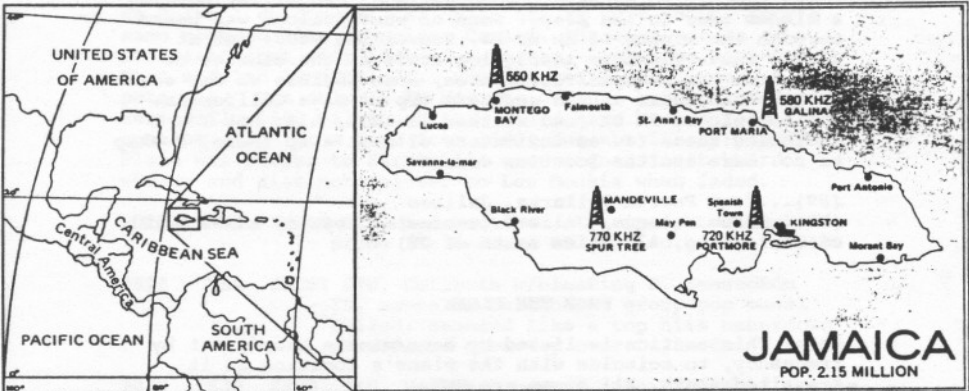 UNITED STATES
OF AMERICA
ATLANTIC
OCEAN
CARIBBEAN SEA
Central
America
PACIFIC OCEAN
SOUTH
AMERICA
550 KHZ
MONTEGO
BAY
Falmouth
Lucea
St. Ann's Bay
580 KHZ
GALINA
PORT MARIA
Savanna-la-mar
Port Antonio
Black River
MANDEVILLE
Spanish
Town
May Pen
KINGSTON
770 KHZ
SPUR TREE
720 KHZ
PORTMORE
Morant Bay
JAMAICA
POP. 2.15 MILLION